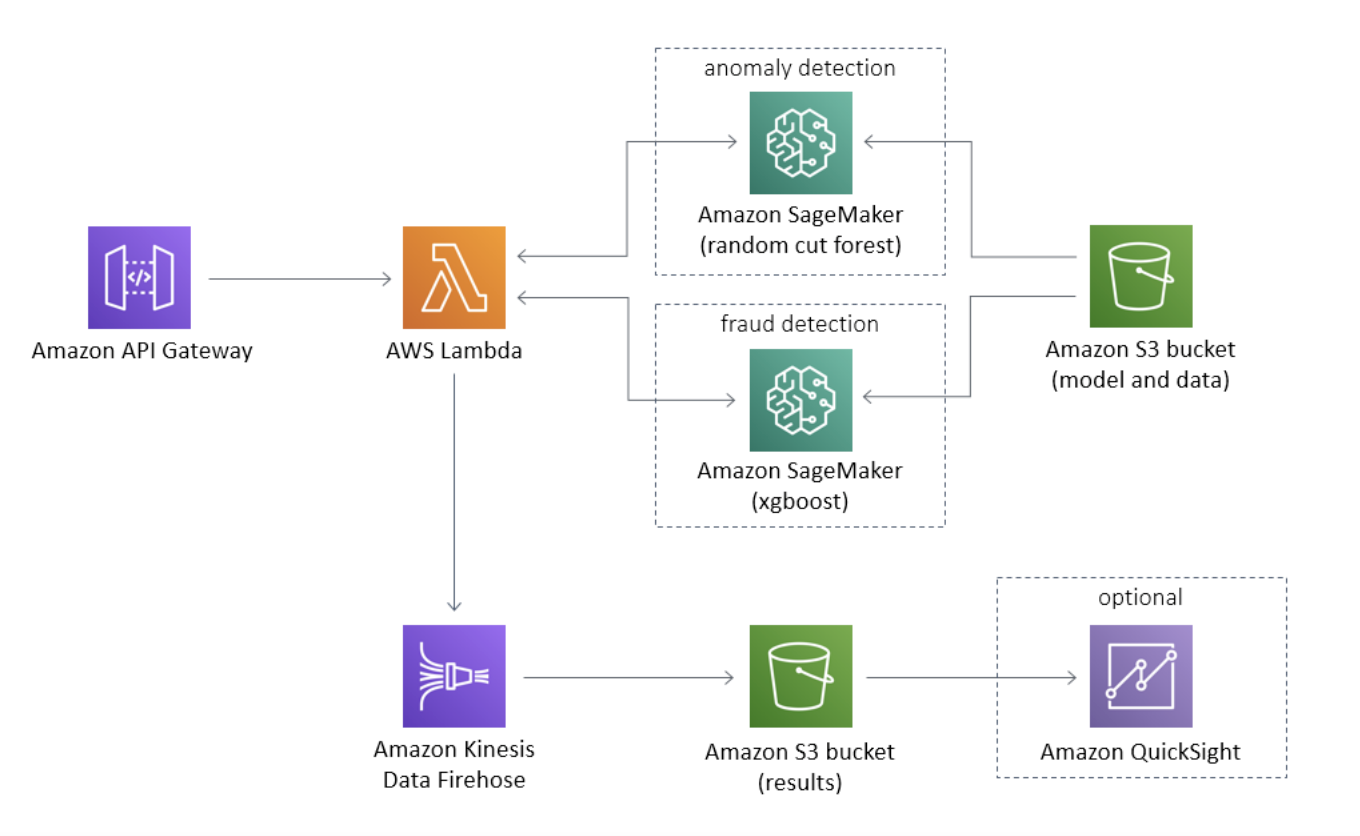 anomaly detection
Amazon SageMaker
(random cut forest)
Amazon API Gateway
AWS Lambda
fraud detection
Amazon SageMaker
(xgboost)
Amazon S3 bucket
(model and data)
Amazon Kinesis
Data Firehose
Amazon S3 bucket
(results)
optional
Amazon QuickSight